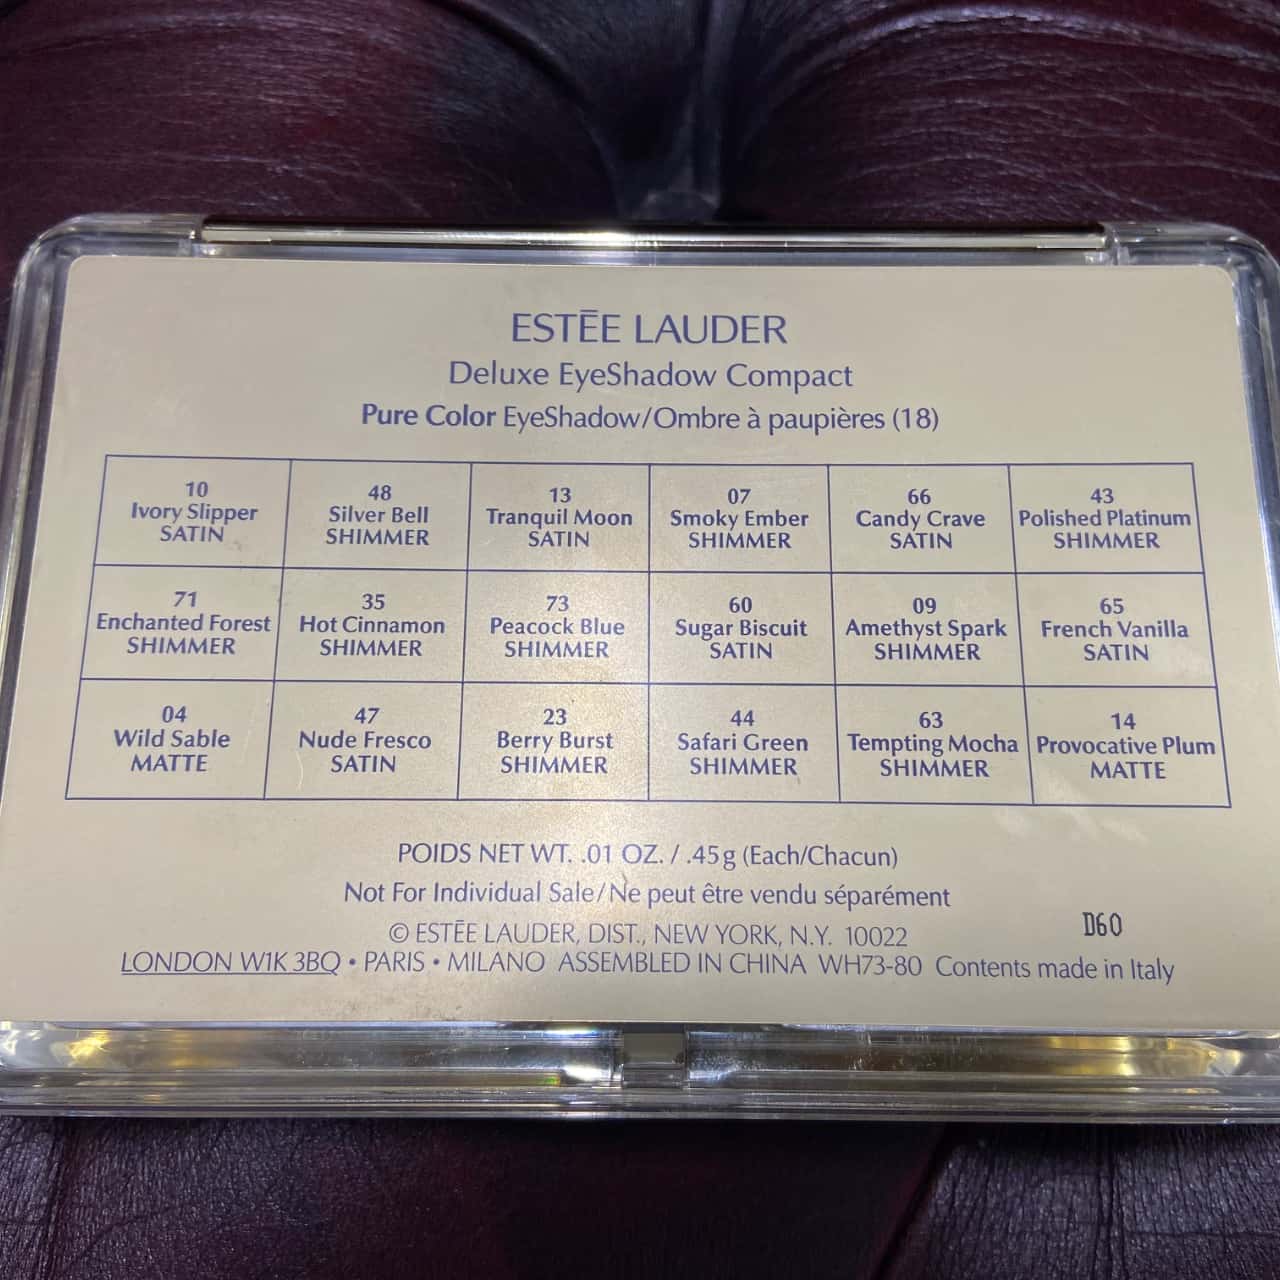 ESTĒE LAUDER
Deluxe EyeShadow Compact
Pure Color EyeShadow/Ombre à paupières (18)
10
Ivory Slipper
SATIN
48
Silver Bell
SHIMMER
13
Tranquil Moon
SATIN
07
Smoky Ember
SHIMMER
66
Candy Crave
SATIN
43
Polished Platinum
SHIMMER
71
Enchanted Forest
SHIMMER
35
Hot Cinnamon
SHIMMER
73
Peacock Blue
SHIMMER
60
Sugar Biscuit
SATIN
09
Amethyst Spark
SHIMMER
65
French Vanilla
SATIN
04
Wild Sable
MATTE
47
Nude Fresco
SATIN
23
Berry Burst
SHIMMER
44
Safari Green
SHIMMER
63
Tempting Mocha
SHIMMER
14
Provocative Plum
MATTE
POIDS NET WT. .01 OZ. / .45g (Each/Chacun)
Not For Individual Sale/Ne peut être vendu séparément
D60
© ESTĒE LAUDER, DIST., NEW YORK, N.Y. 10022
LONDON W1K 3BQ • PARIS • MILANO ASSEMBLED IN CHINA WH73-80 Contents made in Italy